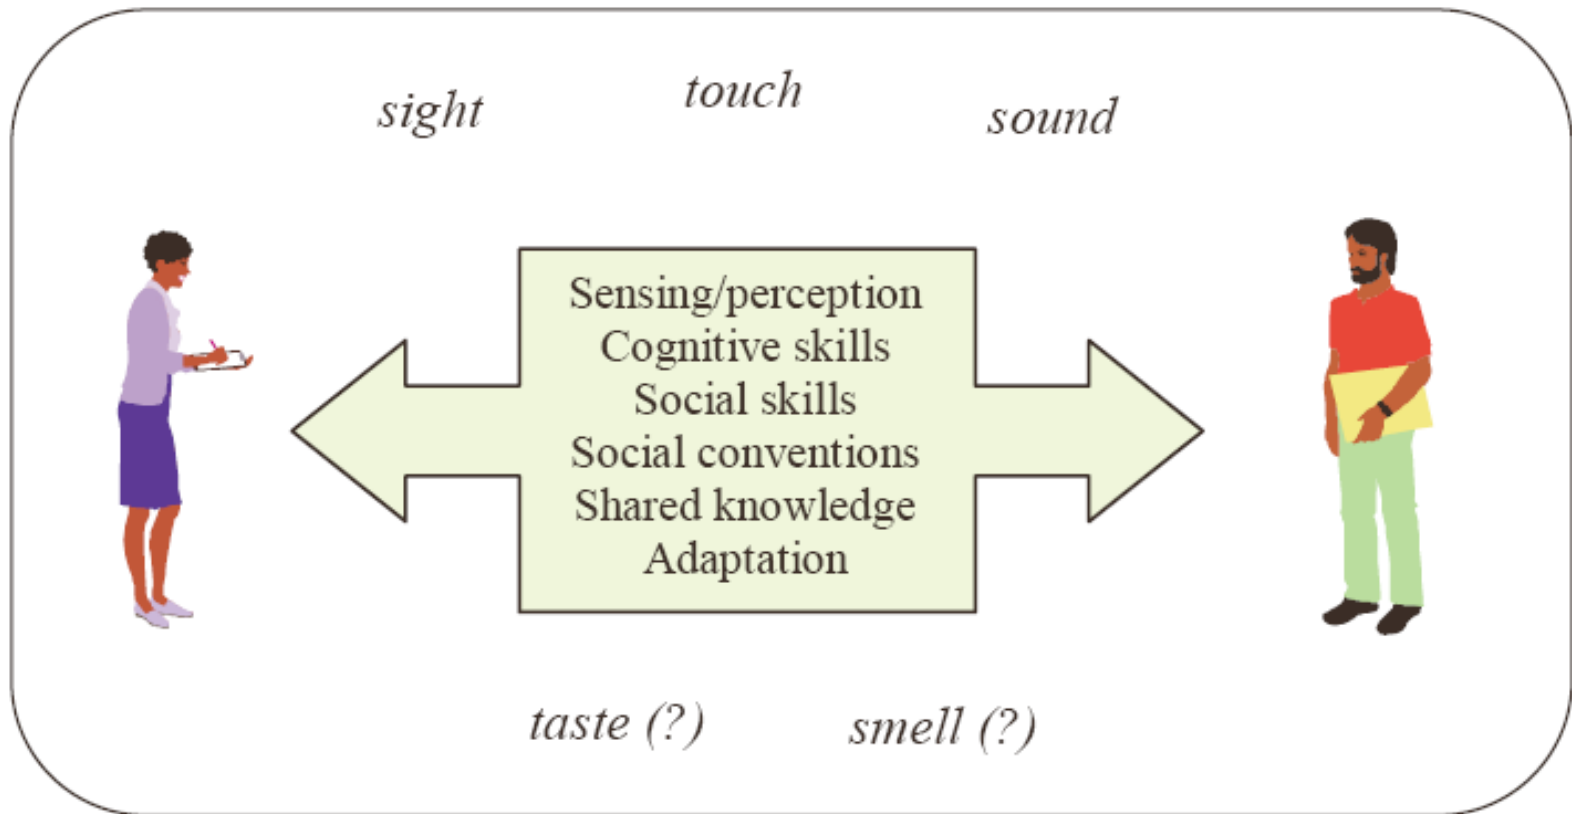 sight
touch
sound
Sensing/perception
Cognitive skills
Social skills
Social conventions
Shared knowledge
Adaptation
taste (?)
smell (?)